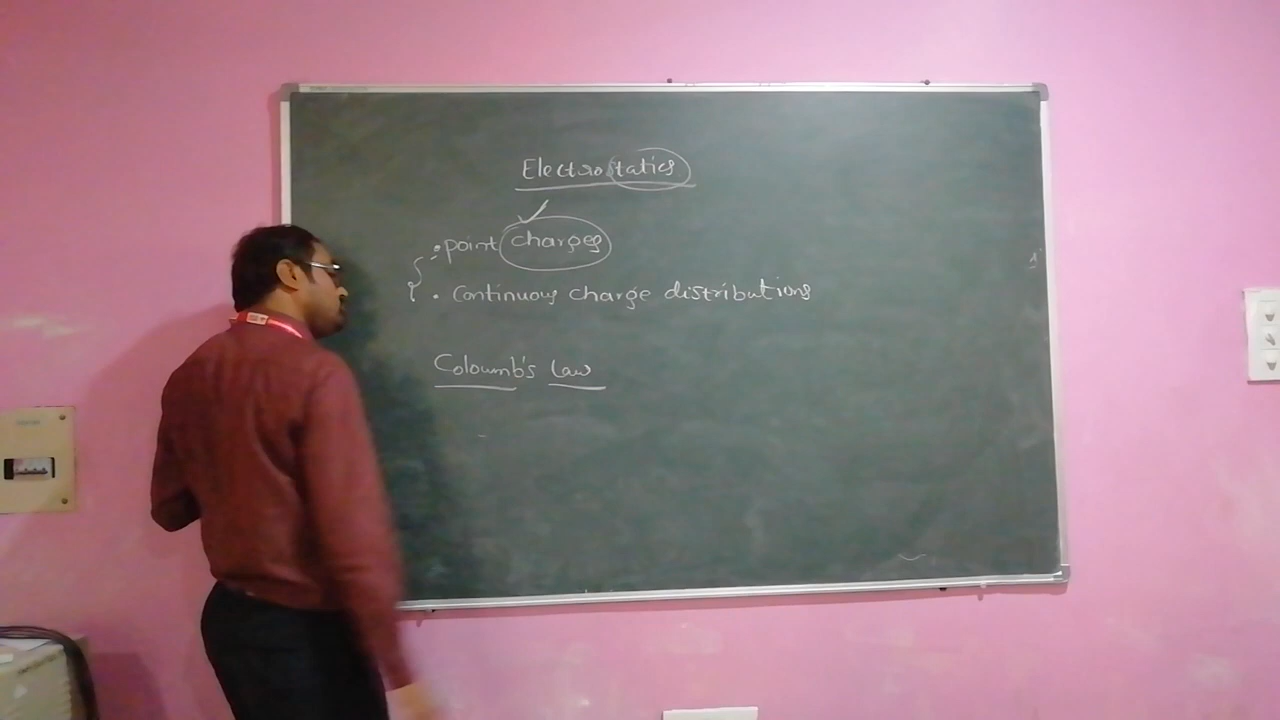 Electrostatics
• point charges
• Continuous charge distributions
Coloumb's Law